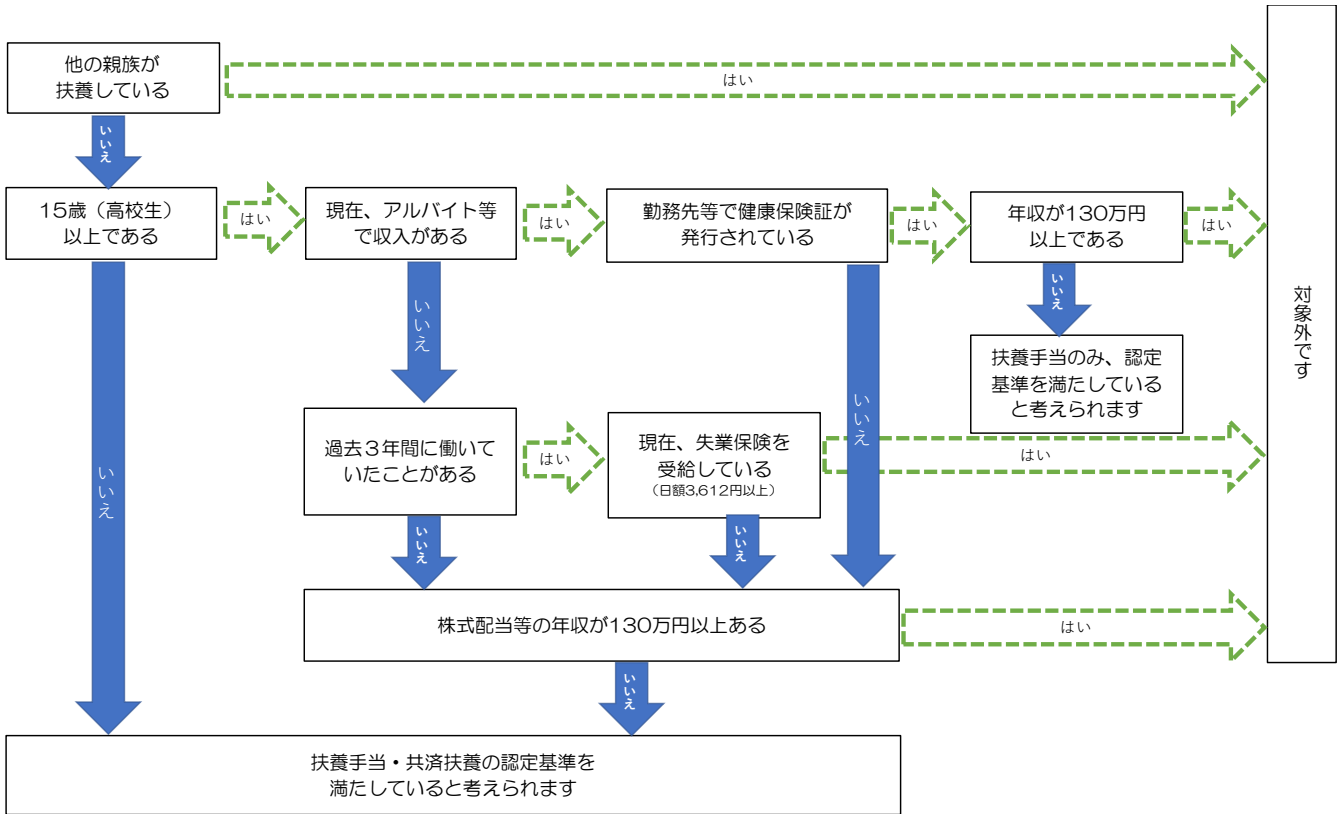 他の親族が
扶養している
はい
いいえ
15歳（高校生）
以上である
はい
現在、アルバイト等
で収入がある
はい
勤務先等で健康保険証が
発行されている
はい
年収が130万円
以上である
はい
対象外です
いいえ
いいえ
いいえ
いいえ
扶養手当のみ、認定
基準を満たしている
と考えられます
過去３年間に働いて
いたことがある
はい
現在、失業保険を
受給している
（日額3,612円以上）
はい
いいえ
いいえ
株式配当等の年収が130万円以上ある
はい
いいえ
扶養手当・共済扶養の認定基準を
満たしていると考えられます